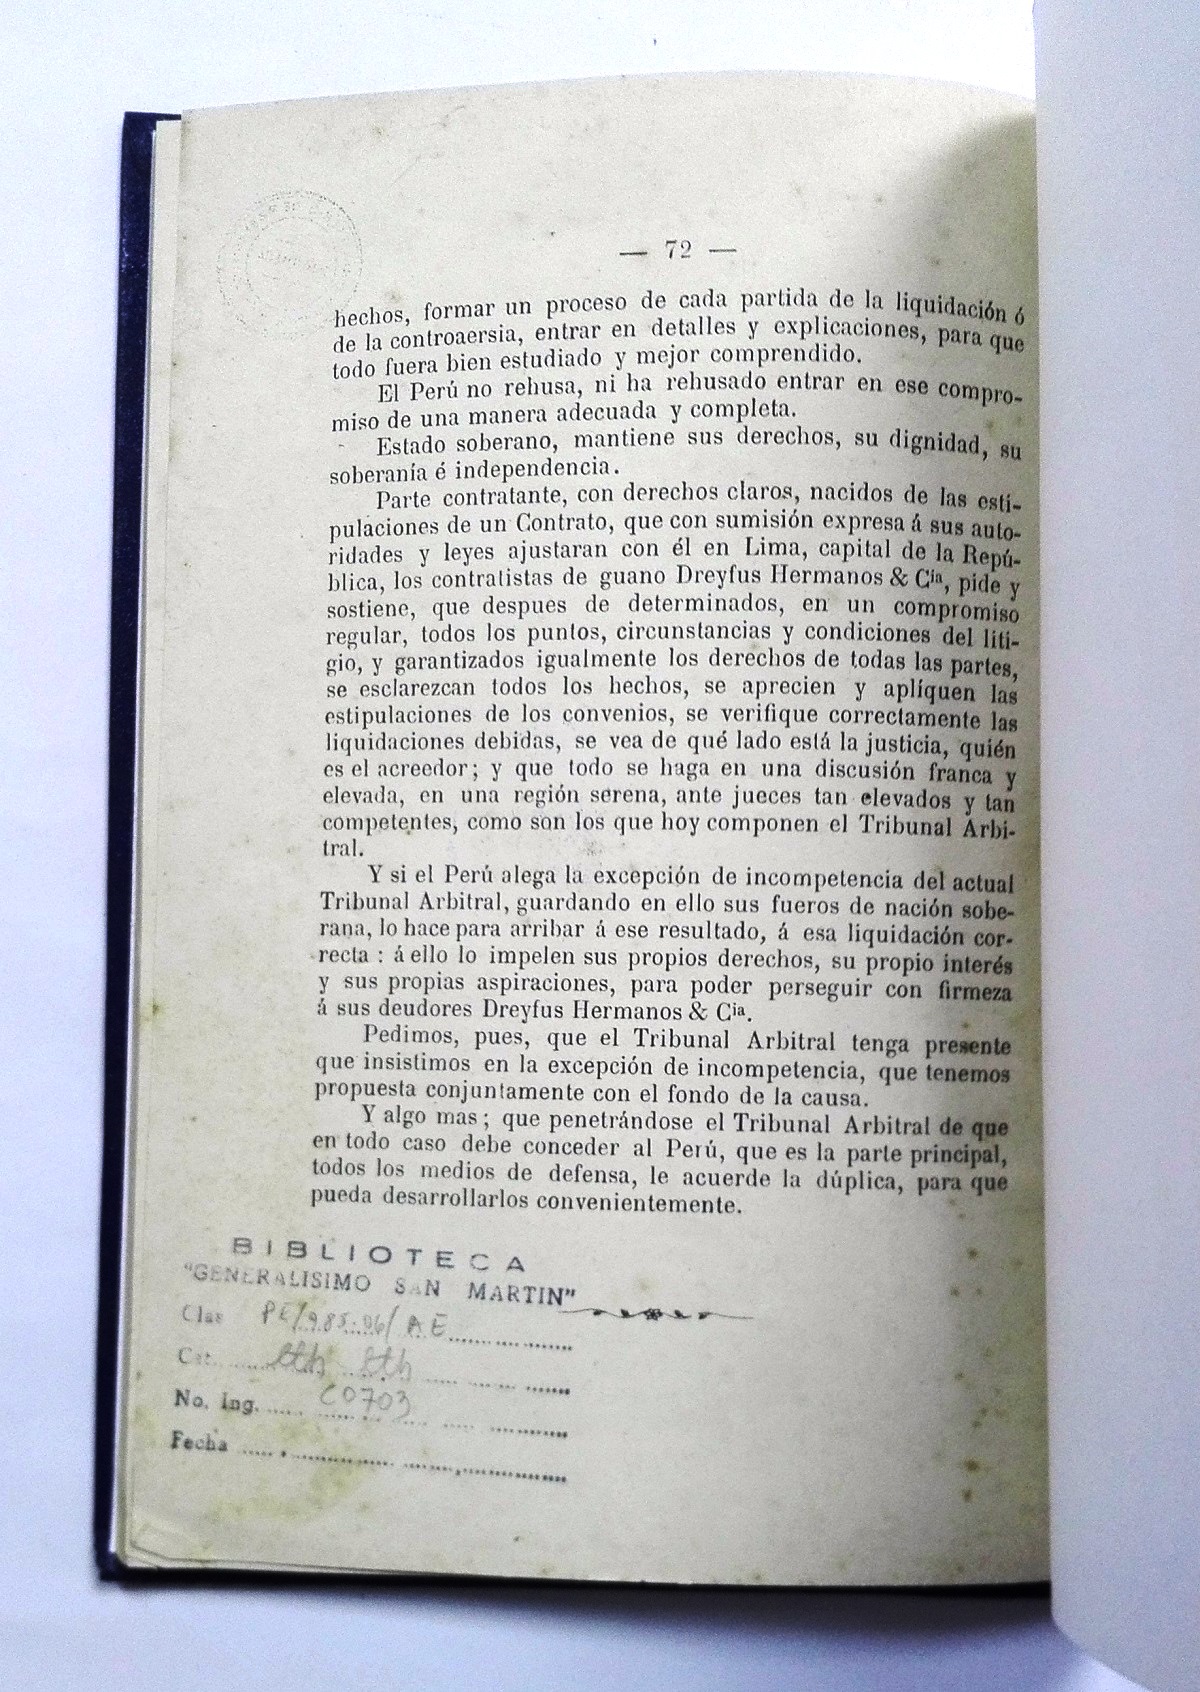 — 72 —
hechos, formar un proceso de cada partida de la liquidación ó
de la controaersia, entrar en detalles y explicaciones, para que
todo fuera bien estudiado y mejor comprendido.
El Perú no rehusa, ni ha rehusado entrar en ese compro-
miso de una manera adecuada y completa.
Estado soberano, mantiene sus derechos, su dignidad, su
soberanía é independencia.
Parte contratante, con derechos claros, nacidos de las esti-
pulaciones de un Contrato, que con sumisión expresa á sus auto-
ridades y leyes ajustaran con él en Lima, capital de la Repú-
blica, los contratistas de guano Dreyfus Hermanos & Cia, pide y
sostiene, que despues de determinados, en un compromiso
regular, todos los puntos, circunstancias y condiciones del liti-
gio, y garantizados igualmente los derechos de todas las partes,
se esclarezcan todos los hechos, se aprecien y aplíquen las
estipulaciones de los convenios, se verifique correctamente las
liquidaciones debidas, se vea de qué lado está la justicia, quién
es el acreedor; y que todo se haga en una discusión franca y
elevada, en una región serena, ante jueces tan elevados y tan
competentes, como son los que hoy componen el Tribunal Arbi-
tral.
Y si el Perú alega la excepción de incompetencia del actual
Tribunal Arbitral, guardando en ello sus fueros de nación sobe-
rana, lo hace para arribar á ese resultado, á esa liquidación cor-
recta : á ello lo impelen sus propios derechos, su propio interés
y sus propias aspiraciones, para poder perseguir con firmeza
á sus deudores Dreyfus Hermanos & Cia.
Pedimos, pues, que el Tribunal Arbitral tenga presente
que insistimos en la excepción de incompetencia, que tenemos
propuesta conjuntamente con el fondo de la causa.
Y algo mas; que penetrándose el Tribunal Arbitral de que
en todo caso debe conceder al Perú, que es la parte principal,
todos los medios de defensa, le acuerde la dúplica, para que
pueda desarrollarlos convenientemente.
BIBLIOTECA
"GENERALISIMO SAN MARTIN"
Clas PE/985.06/AE
Cat.
No. ing. C0703
Fecha